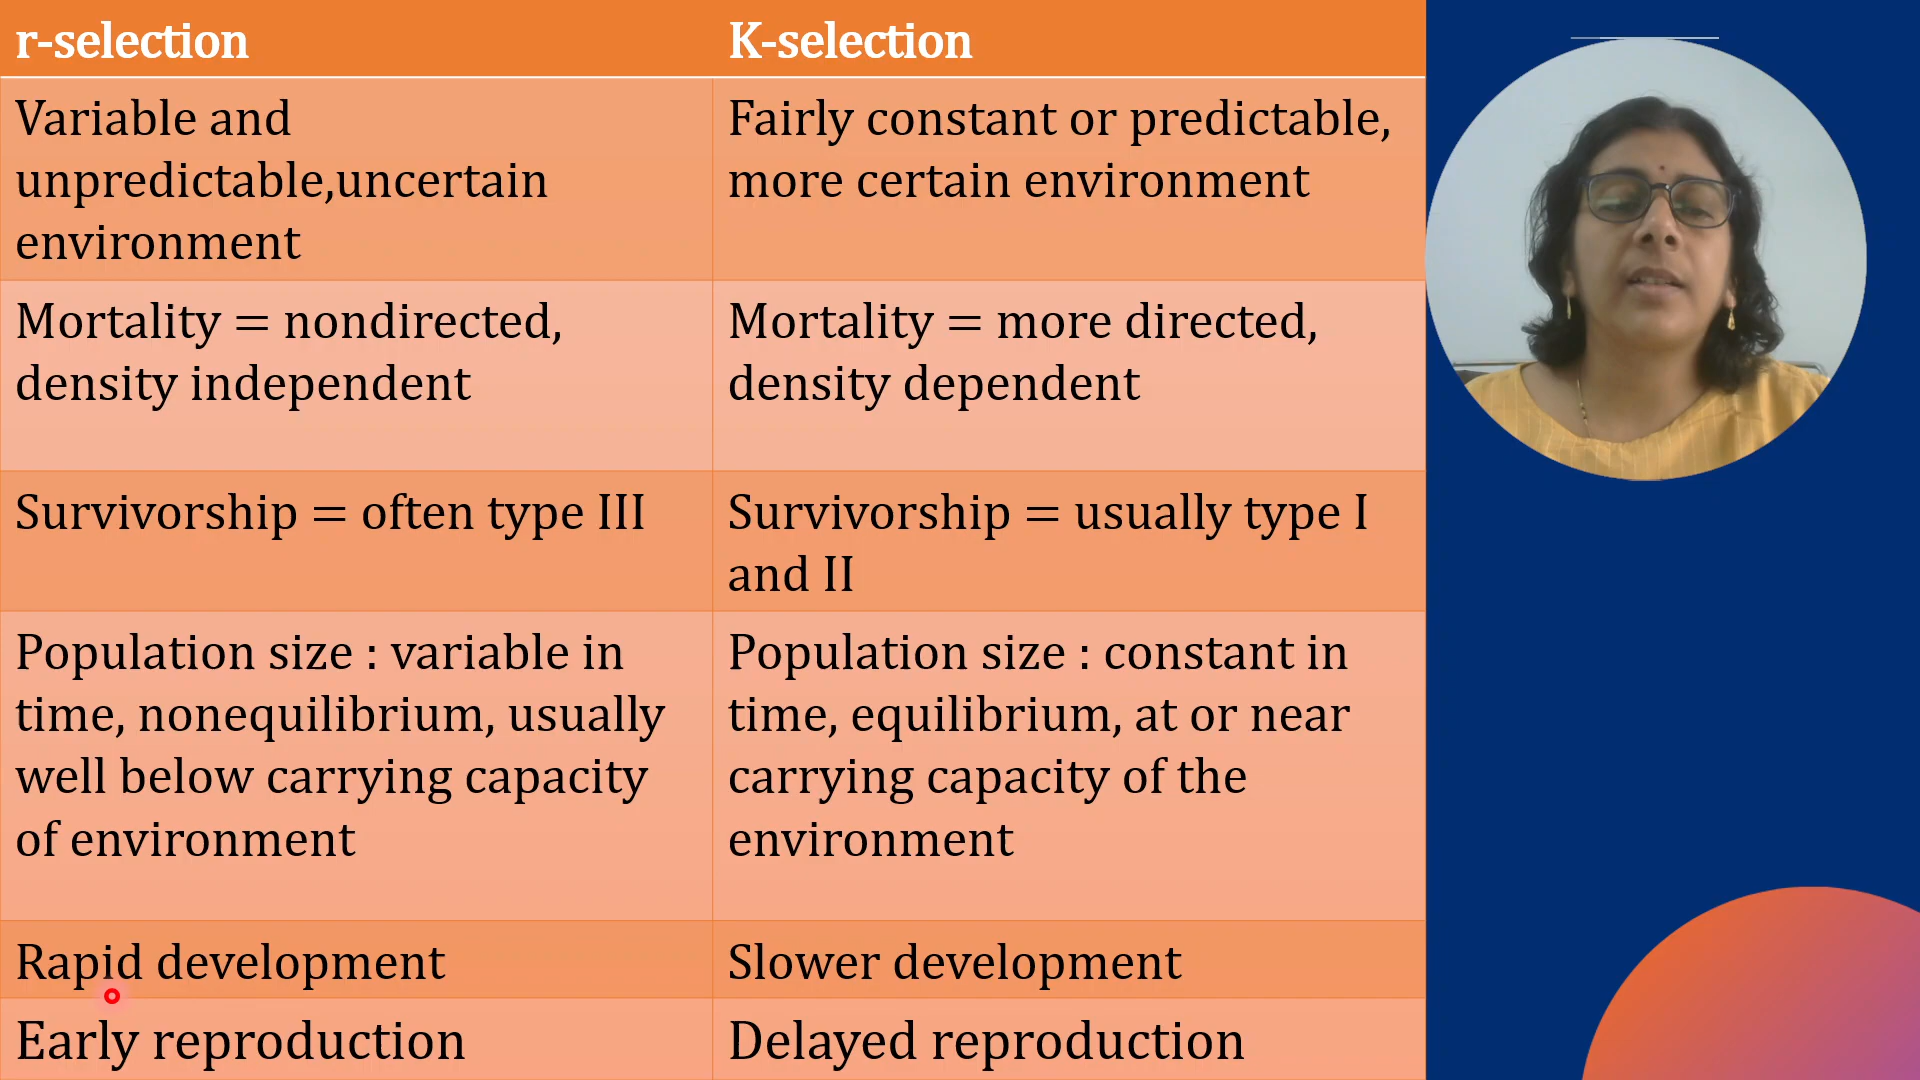 r-selection
K-selection
Variable and
unpredictable,uncertain
environment
Fairly constant or predictable,
more certain environment
Mortality = nondirected,
density independent
Mortality = more directed,
density dependent
Survivorship = often type III
Survivorship = usually type I
and II
Population size : variable in
time, nonequilibrium, usually
well below carrying capacity
of environment
Population size : constant in
time, equilibrium, at or near
carrying capacity of the
environment
Rapid development
Slower development
Early reproduction
Delayed reproduction